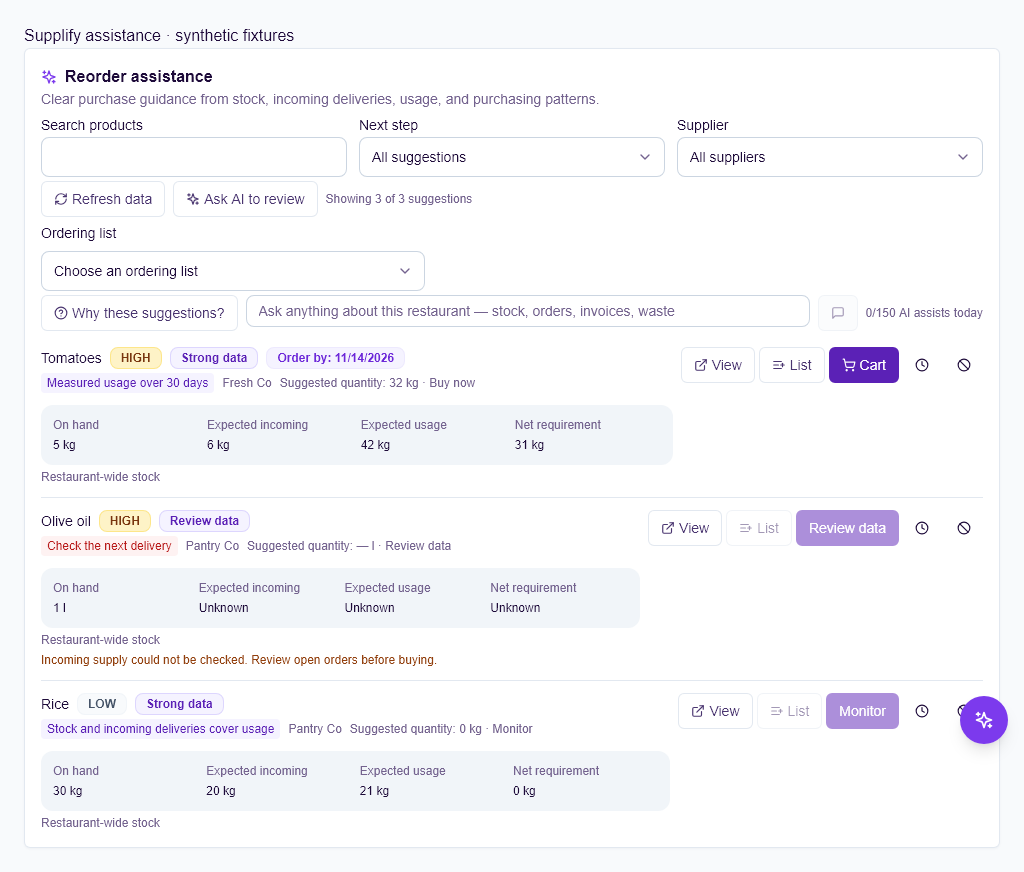 Supplify assistance · synthetic fixtures
Reorder assistance
Clear purchase guidance from stock, incoming deliveries, usage, and purchasing patterns.
Search products Next step Supplier
All suggestions All suppliers
Refresh data Ask AI to review Showing 3 of 3 suggestions
Ordering list
Choose an ordering list
Why these suggestions? Ask anything about this restaurant — stock, orders, invoices, waste 0/150 AI assists today
Tomatoes HIGH Strong data Order by: 11/14/2026 View List Cart
Measured usage over 30 days Fresh Co Suggested quantity: 32 kg · Buy now
On hand Expected incoming Expected usage Net requirement
5 kg 6 kg 42 kg 31 kg
Restaurant-wide stock
Olive oil HIGH Review data View List Review data
Check the next delivery Pantry Co Suggested quantity: — l · Review data
On hand Expected incoming Expected usage Net requirement
1 l Unknown Unknown Unknown
Restaurant-wide stock
Incoming supply could not be checked. Review open orders before buying.
Rice LOW Strong data View List Monitor
Stock and incoming deliveries cover usage Pantry Co Suggested quantity: 0 kg · Monitor
On hand Expected incoming Expected usage Net requirement
30 kg 20 kg 21 kg 0 kg
Restaurant-wide stock